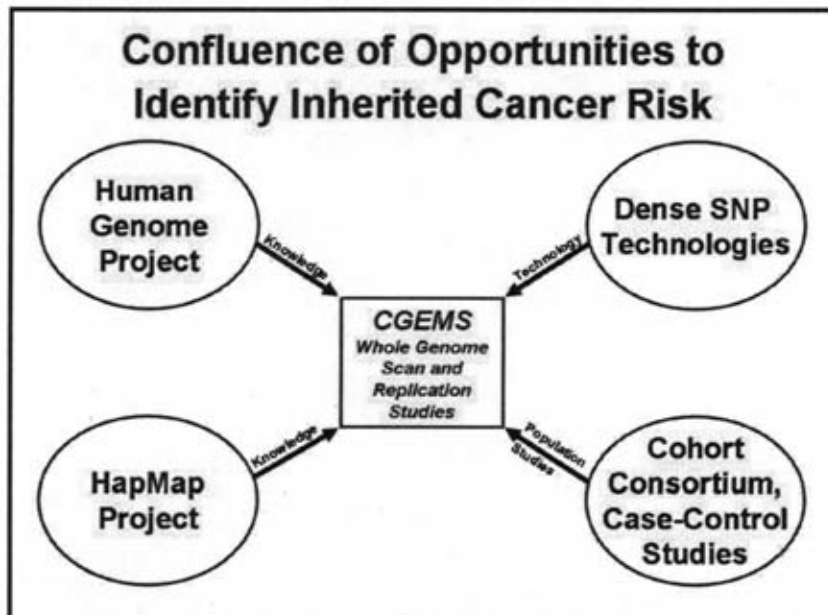 Confluence of Opportunities to
Identify Inherited Cancer Risk
Human
Genome
Project
Knowledge
Dense SNP
Technologies
Technology
CGEMS
Whole Genome
Scan and
Replication
Studies
HapMap
Project
Knowledge
Cohort
Consortium,
Case-Control
Studies
Population
Studies